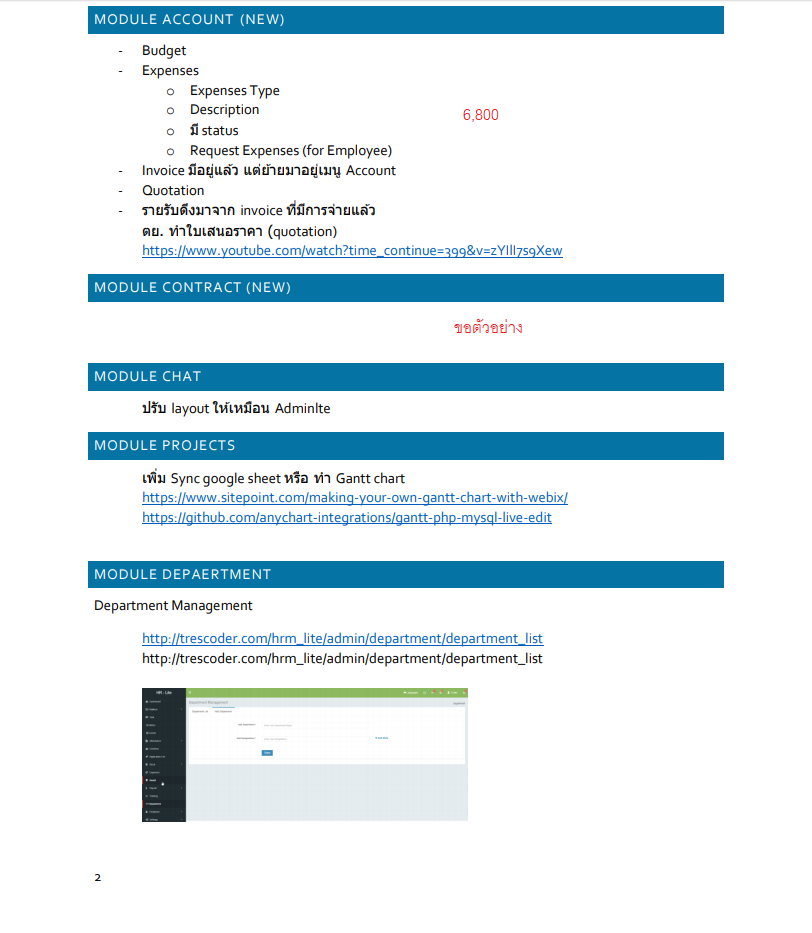 MODULE ACCOUNT (NEW)
- Budget
- Expenses
o Expenses Type
o Description
6,800
o มี status
o Request Expenses (for Employee)
- Invoice มีอยู่แล้ว แต่ย้ายมาอยู่เมนู Account
- Quotation
- รายรับดึงมาจาก invoice ที่มีการจ่ายแล้ว
ตย. ทำใบเสนอราคา (quotation)
https://www.youtube.com/watch?time_continue=399&v=zYlll7s9Xew
MODULE CONTRACT (NEW)
ขอตัวอย่าง
MODULE CHAT
ปรับ layout ให้เหมือน Adminlte
MODULE PROJECTS
เพิ่ม Sync google sheet หรือ ทำ Gantt chart
https://www.sitepoint.com/making-your-own-gantt-chart-with-webix/
https://github.com/anychart-integrations/gantt-php-mysql-live-edit
MODULE DEPAERTMENT
Department Management
http://trescoder.com/hrm_lite/admin/department/department_list
http://trescoder.com/hrm_lite/admin/department/department_list
HR - Lite
Department Management
2